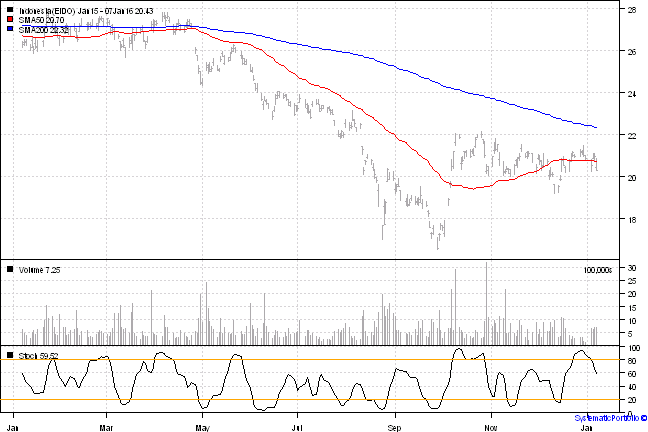 Indonesia(EIDO) Jan15 - 07Jan16 20.43
SMA50 20.70
SMA200 22.32
28
26
24
22
20
18
Volume 7.25
100,000s
30
25
20
15
10
5
Stoch 59.52
100
80
60
40
20
0
Jan Mar May Jul Sep Nov Jan
SystematicPortfolio ©